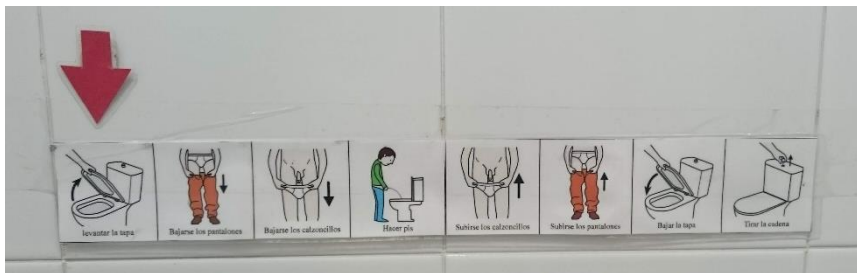 levantar la tapa
Bajarse los pantalones
Bajarse los calzoncillos
Hacer pis
Subirse los calzoncillos
Subirse los pantalones
Bajar la tapa
Tirar la cadena